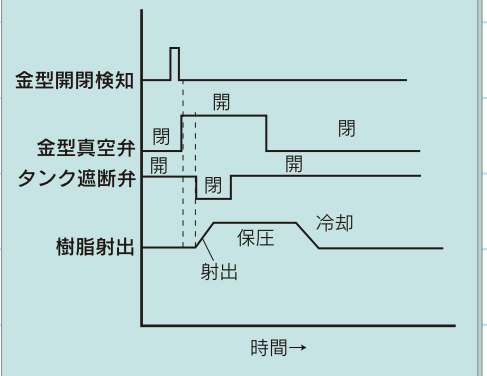 金型開閉検知
開
金型真空弁
閉
閉
タンク遮断弁
開
閉
開
樹脂射出
保圧
冷却
射出
時間→